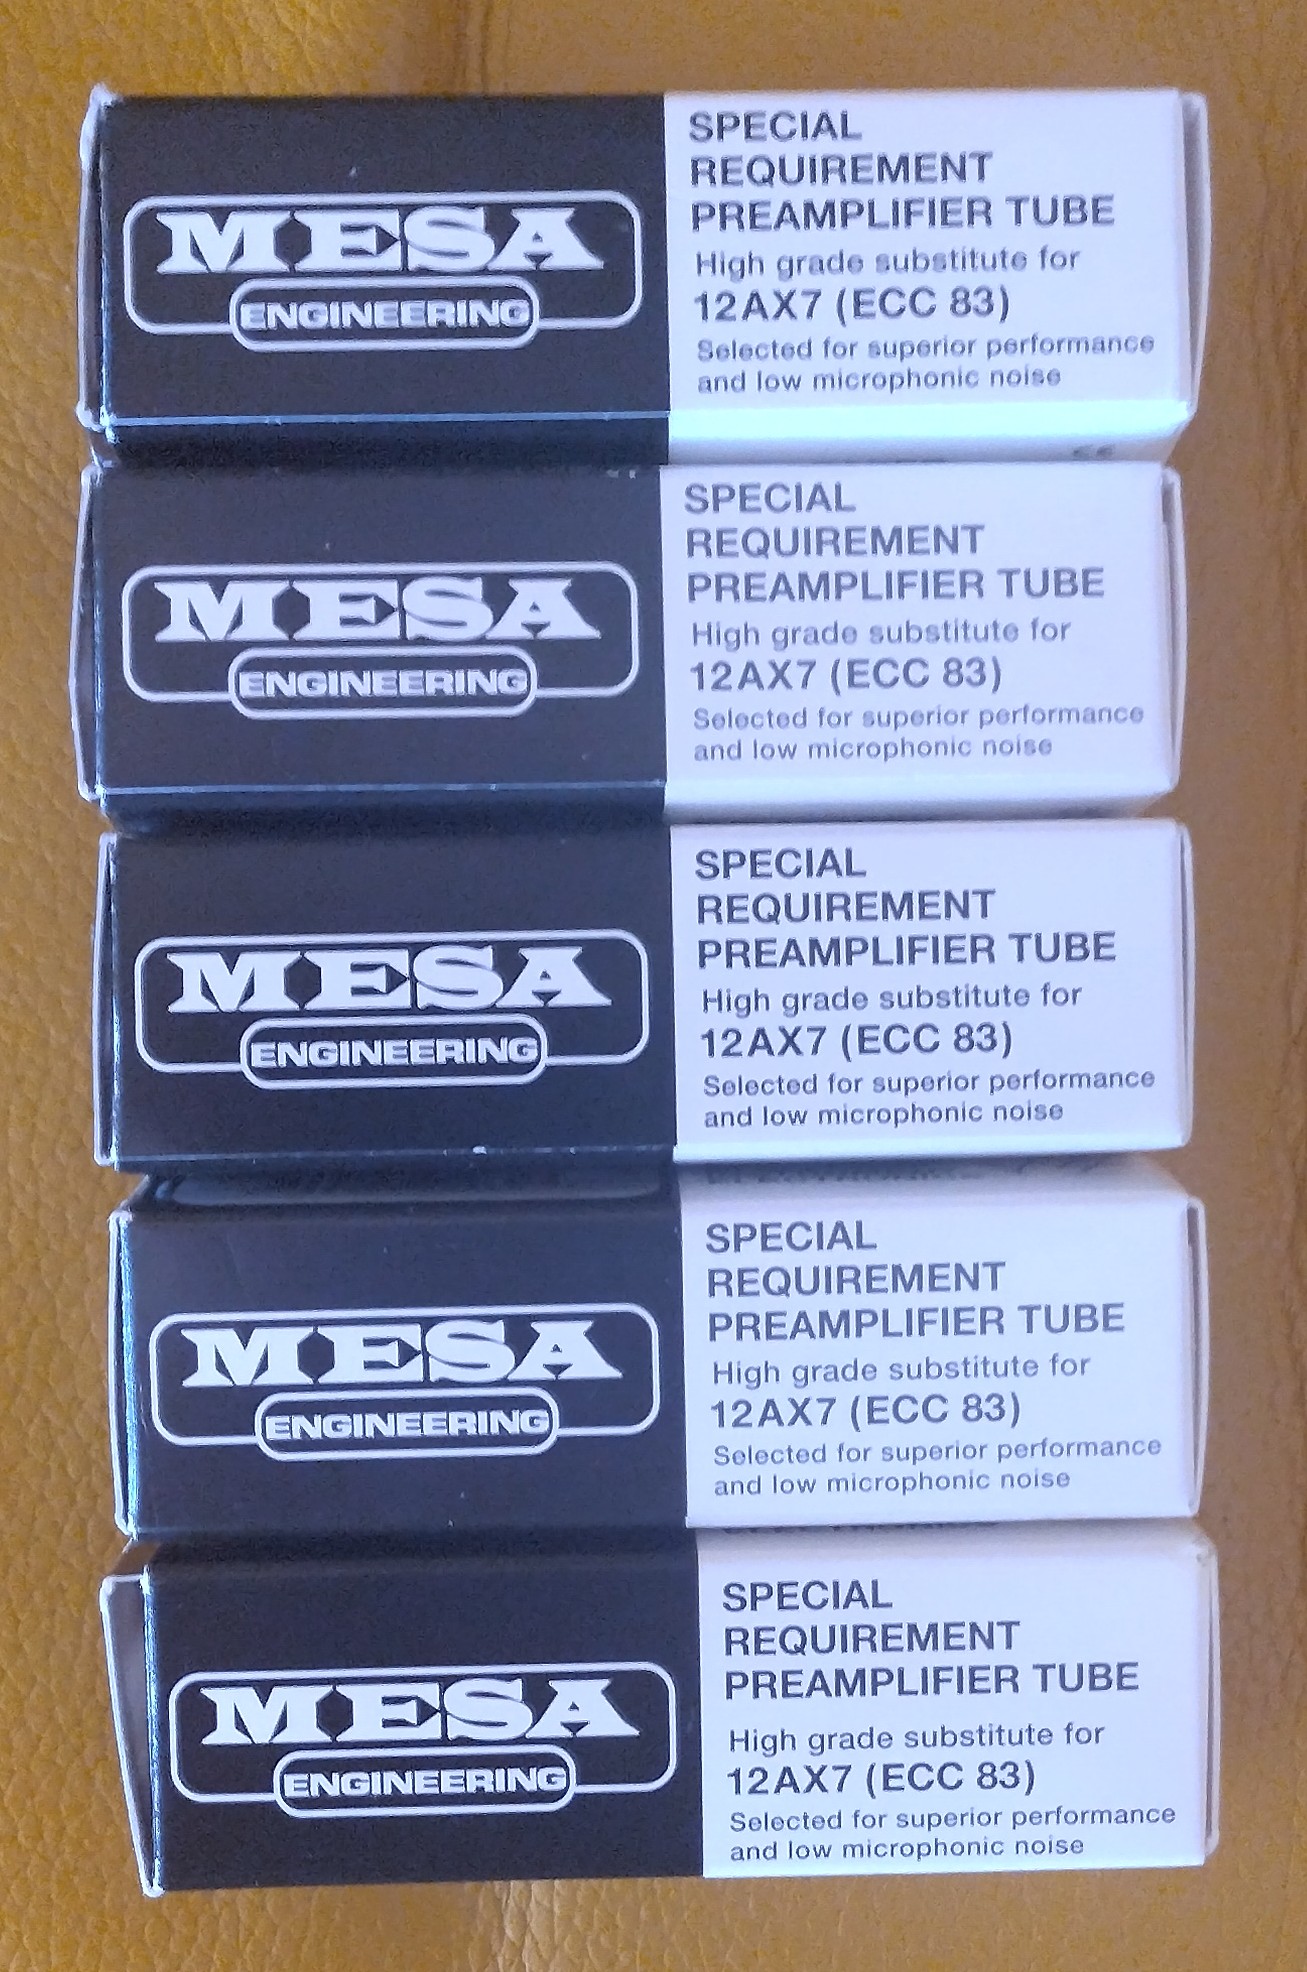 MESA
ENGINEERING
SPECIAL
REQUIREMENT
PREAMPLIFIER TUBE
High grade substitute for
12AX7 (ECC 83)
Selected for superior performance
and low microphonic noise
MESA
ENGINEERING
SPECIAL
REQUIREMENT
PREAMPLIFIER TUBE
High grade substitute for
12AX7 (ECC 83)
Selected for superior performance
and low microphonic noise
MESA
ENGINEERING
SPECIAL
REQUIREMENT
PREAMPLIFIER TUBE
High grade substitute for
12AX7 (ECC 83)
Selected for superior performance
and low microphonic noise
MESA
ENGINEERING
SPECIAL
REQUIREMENT
PREAMPLIFIER TUBE
High grade substitute for
12AX7 (ECC 83)
Selected for superior performance
and low microphonic noise
MESA
ENGINEERING
SPECIAL
REQUIREMENT
PREAMPLIFIER TUBE
High grade substitute for
12AX7 (ECC 83)
Selected for superior performance
and low microphonic noise